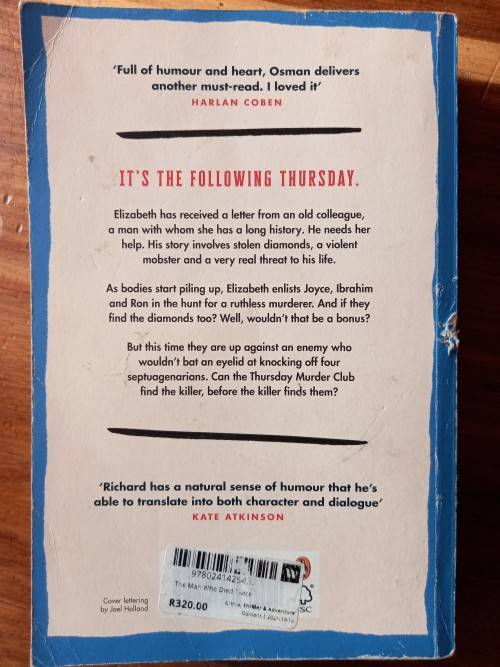 ‘Full of humour and heart, Osman delivers
another must-read. I loved it’
HARLAN COBEN
IT’S THE FOLLOWING THURSDAY.
Elizabeth has received a letter from an old colleague,
a man with whom she has a long history. He needs her
help. His story involves stolen diamonds, a violent
mobster and a very real threat to his life.
As bodies start piling up, Elizabeth enlists Joyce, Ibrahim
and Ron in the hunt for a ruthless murderer. And if they
find the diamonds too? Well, wouldn’t that be a bonus?
But this time they are up against an enemy who
wouldn’t bat an eyelid at knocking off four
septuagenarians. Can the Thursday Murder Club
find the killer, before the killer finds them?
‘Richard has a natural sense of humour that he’s
able to translate into both character and dialogue’
KATE ATKINSON
The Man Who Died Twice
R320.00
Crime, Thriller & Adventure
Cover lettering
by Joel Holland